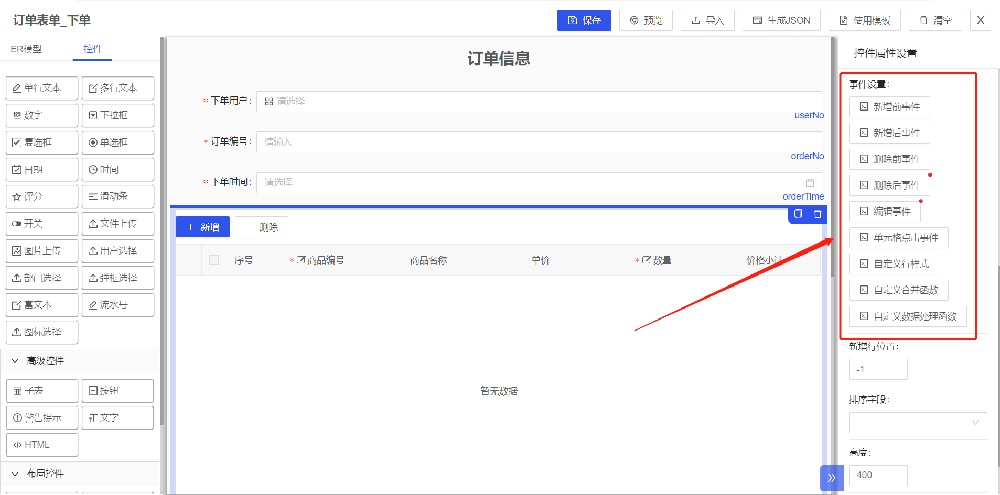 订单表单_下单
保存
预览
导入
生成JSON
使用模板
清空
X
ER模型
控件
单行文本
多行文本
数字
下拉框
复选框
单选框
日期
时间
评分
滑动条
开关
文件上传
图片上传
用户选择
部门选择
弹框选择
富文本
流水号
图标选择
高级控件
子表
按钮
警告提示
文字
HTML
布局控件
订单信息
* 下单用户：
请选择
userNo
* 订单编号：
请输入
orderNo
* 下单时间：
请选择
orderTime
新增
删除
序号
* 商品编号
商品名称
单价
* 数量
价格小计
暂无数据
控件属性设置
事件设置：
新增前事件
新增后事件
删除前事件
删除后事件
编辑事件
单元格点击事件
自定义行样式
自定义合并函数
自定义数据处理函数
新增行位置：
-1
排序字段：
高度：
400